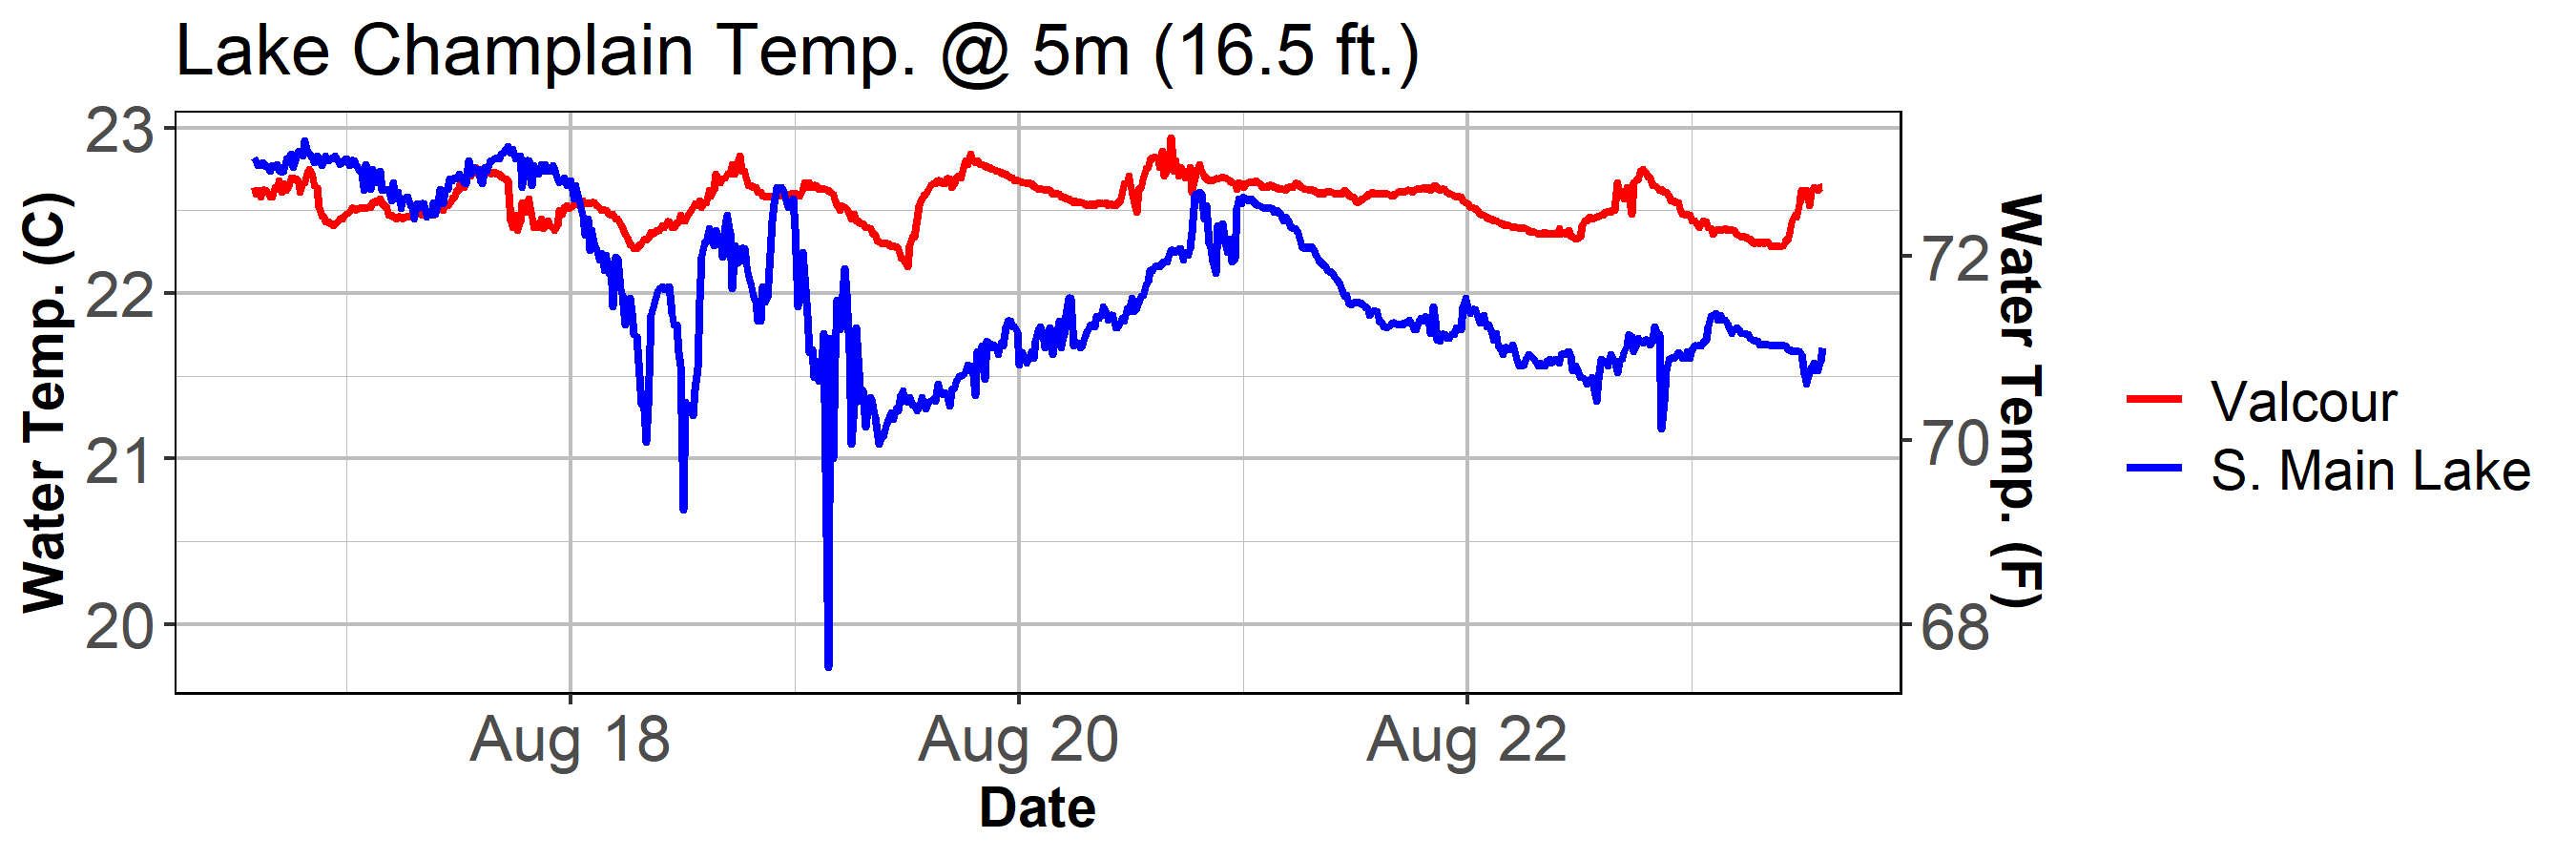 Lake Champlain Temp. @ 5m (16.5 ft.)
Water Temp. (C)
23
22
21
20
72
70
68
Water Temp. (F)
Aug 18
Aug 20
Aug 22
Date
Valcour
S. Main Lake